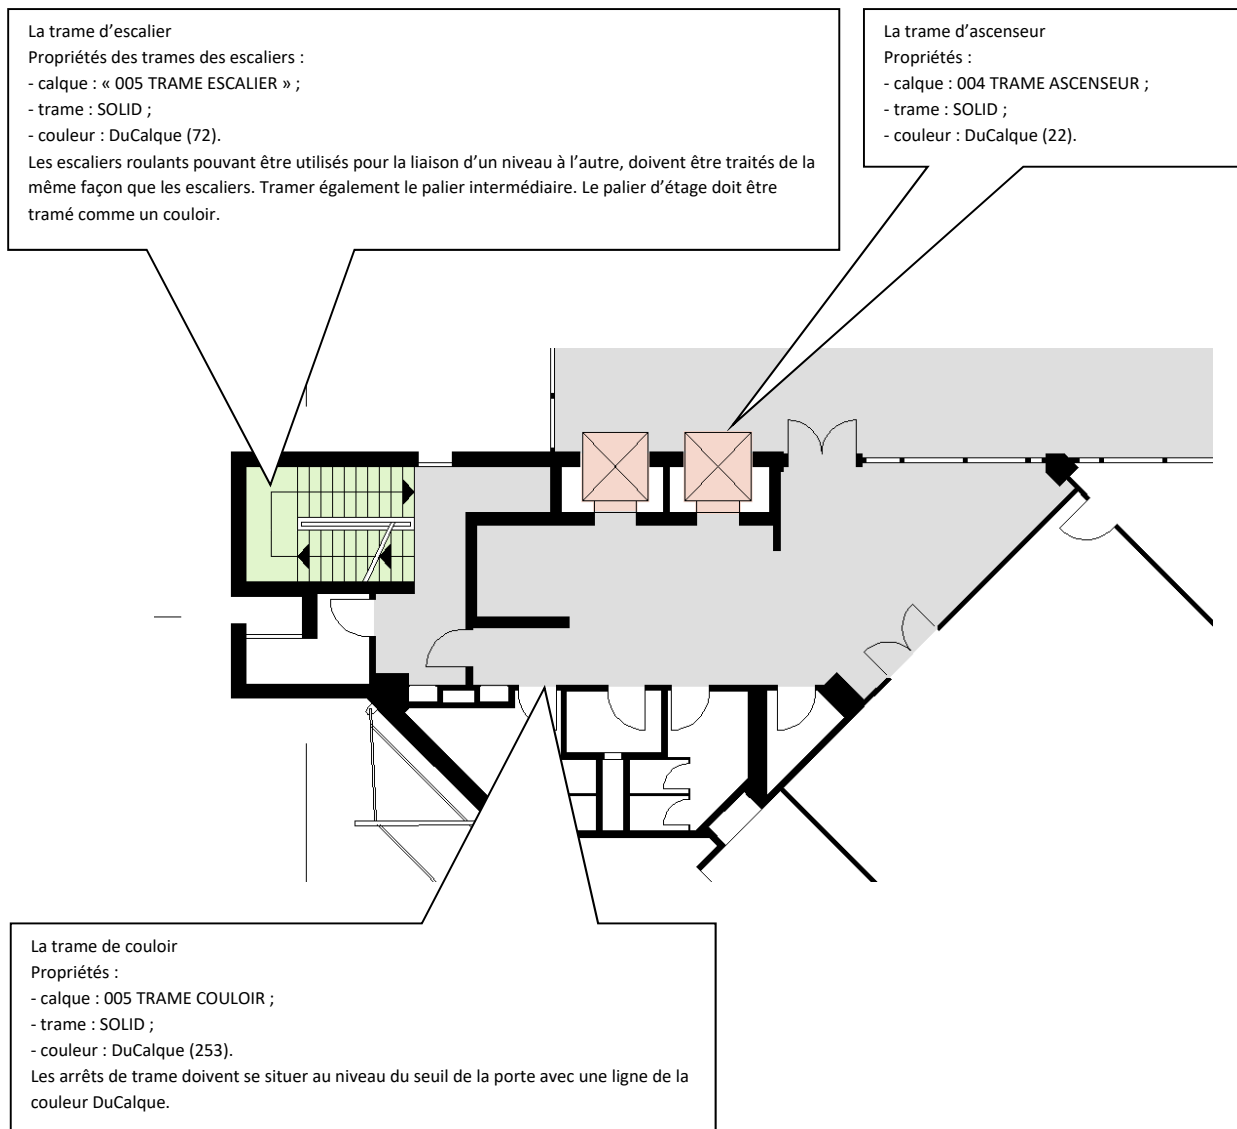 La trame d’escalier
Propriétés des trames des escaliers :
- calque : « 005 TRAME ESCALIER » ;
- trame : SOLID ;
- couleur : DuCalque (72).
Les escaliers roulants pouvant être utilisés pour la liaison d’un niveau à l’autre, doivent être traités de la
même façon que les escaliers. Tramer également le palier intermédiaire. Le palier d’étage doit être
tramé comme un couloir.
La trame d’ascenseur
Propriétés :
- calque : 004 TRAME ASCENSEUR ;
- trame : SOLID ;
- couleur : DuCalque (22).
La trame de couloir
Propriétés :
- calque : 005 TRAME COULOIR ;
- trame : SOLID ;
- couleur : DuCalque (253).
Les arrêts de trame doivent se situer au niveau du seuil de la porte avec une ligne de la
couleur DuCalque.